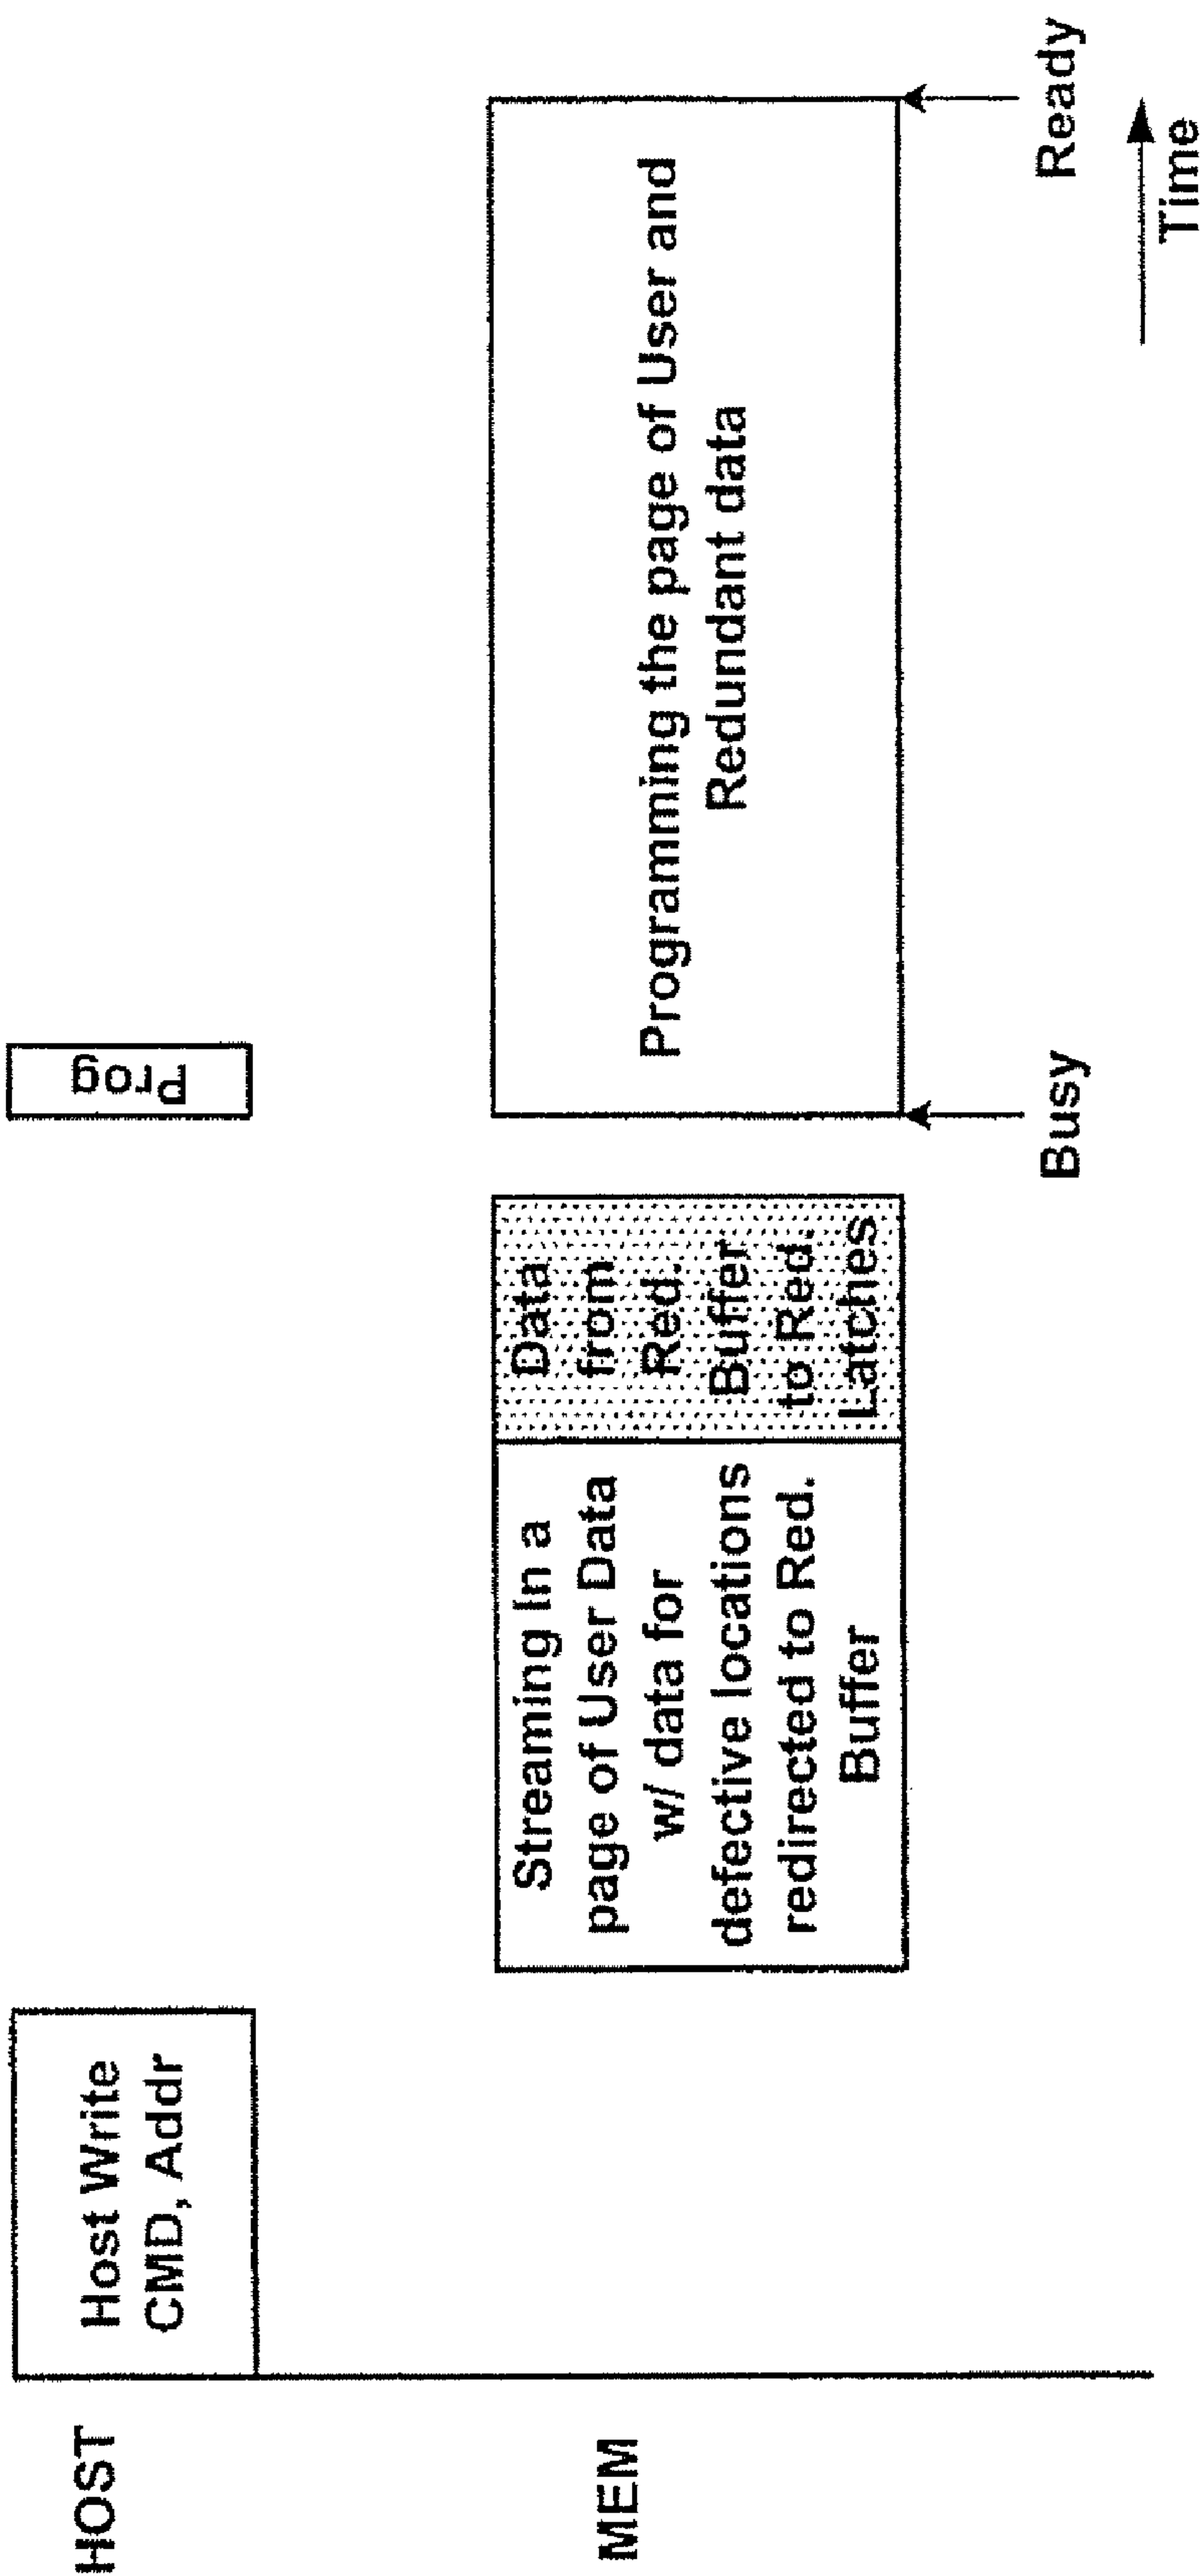 HOST
Host Write
CMD, Addr
Prog
MEM
Streaming in a
page of User Data
w/ data for
defective locations
redirected to Red.
Buffer
Data
from
Red.
Buffer
to Red.
Latches
Programming the page of User and
Redundant data
Busy
Ready
Time